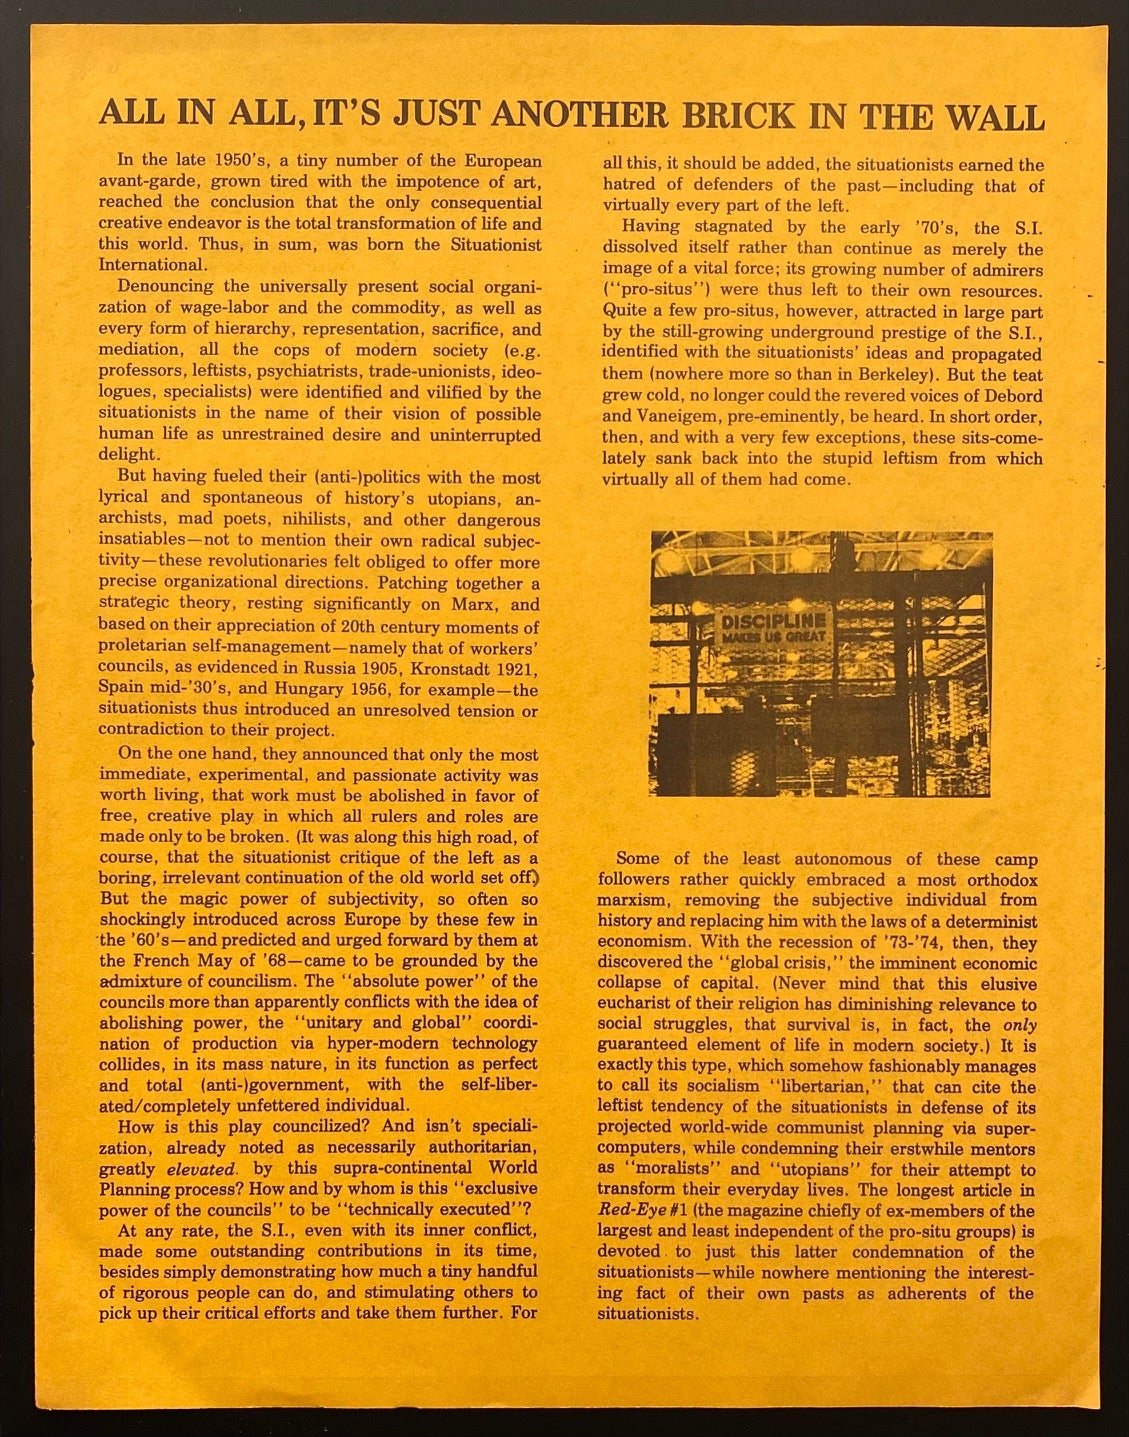 ALL IN ALL, IT'S JUST ANOTHER BRICK IN THE WALL
In the late 1950's, a tiny number of the European
avant-garde, grown tired with the impotence of art,
reached the conclusion that the only consequential
creative endeavor is the total transformation of life and
this world. Thus, in sum, was born the Situationist
International.
Denouncing the universally present social organi-
zation of wage-labor and the commodity, as well as
every form of hierarchy, representation, sacrifice, and
mediation, all the cops of modern society (e.g.
professors, leftists, psychiatrists, trade-unionists, ideo-
logues, specialists) were identified and vilified by the
situationists in the name of their vision of possible
human life as unrestrained desire and uninterrupted
delight.
But having fueled their (anti-)politics with the most
lyrical and spontaneous of history's utopians, an-
archists, mad poets, nihilists, and other dangerous
insatiables—not to mention their own radical subjec-
tivity—these revolutionaries felt obliged to offer more
precise organizational directions. Patching together a
strategic theory, resting significantly on Marx, and
based on their appreciation of 20th century moments of
proletarian self-management—namely that of workers'
councils, as evidenced in Russia 1905, Kronstadt 1921,
Spain mid-'30's, and Hungary 1956, for example—the
situationists thus introduced an unresolved tension or
contradiction to their project.
On the one hand, they announced that only the most
immediate, experimental, and passionate activity was
worth living, that work must be abolished in favor of
free, creative play in which all rulers and roles are
made only to be broken. (It was along this high road, of
course, that the situationist critique of the left as a
boring, irrelevant continuation of the old world set off.)
But the magic power of subjectivity, so often so
shockingly introduced across Europe by these few in
the '60's—and predicted and urged forward by them at
the French May of '68—came to be grounded by the
admixture of councilism. The "absolute power" of the
councils more than apparently conflicts with the idea of
abolishing power, the "unitary and global" coordi-
nation of production via hyper-modern technology
collides, in its mass nature, in its function as perfect
and total (anti-)government, with the self-liber-
ated/completely unfettered individual.
How is this play councilized? And isn't speciali-
zation, already noted as necessarily authoritarian,
greatly elevated by this supra-continental World
Planning process? How and by whom is this "exclusive
power of the councils" to be "technically executed"?
At any rate, the S.I., even with its inner conflict,
made some outstanding contributions in its time,
besides simply demonstrating how much a tiny handful
of rigorous people can do, and stimulating others to
pick up their critical efforts and take them further. For
all this, it should be added, the situationists earned the
hatred of defenders of the past—including that of
virtually every part of the left.
Having stagnated by the early '70's, the S.I.
dissolved itself rather than continue as merely the
image of a vital force; its growing number of admirers
("pro-situs") were thus left to their own resources.
Quite a few pro-situs, however, attracted in large part
by the still-growing underground prestige of the S.I.,
identified with the situationists' ideas and propagated
them (nowhere more so than in Berkeley). But the teat
grew cold, no longer could the revered voices of Debord
and Vaneigem, pre-eminently, be heard. In short order,
then, and with a very few exceptions, these sits-come-
lately sank back into the stupid leftism from which
virtually all of them had come.
DISCIPLINE
MAKES US GREAT
Some of the least autonomous of these camp
followers rather quickly embraced a most orthodox
marxism, removing the subjective individual from
history and replacing him with the laws of a determinist
economism. With the recession of '73-'74, then, they
discovered the "global crisis," the imminent economic
collapse of capital. (Never mind that this elusive
eucharist of their religion has diminishing relevance to
social struggles, that survival is, in fact, the only
guaranteed element of life in modern society.) It is
exactly this type, which somehow fashionably manages
to call its socialism "libertarian," that can cite the
leftist tendency of the situationists in defense of its
projected world-wide communist planning via super-
computers, while condemning their erstwhile mentors
as "moralists" and "utopians" for their attempt to
transform their everyday lives. The longest article in
Red-Eye #1 (the magazine chiefly of ex-members of the
largest and least independent of the pro-situ groups) is
devoted to just this latter condemnation of the
situationists—while nowhere mentioning the interest-
ing fact of their own pasts as adherents of the
situationists.